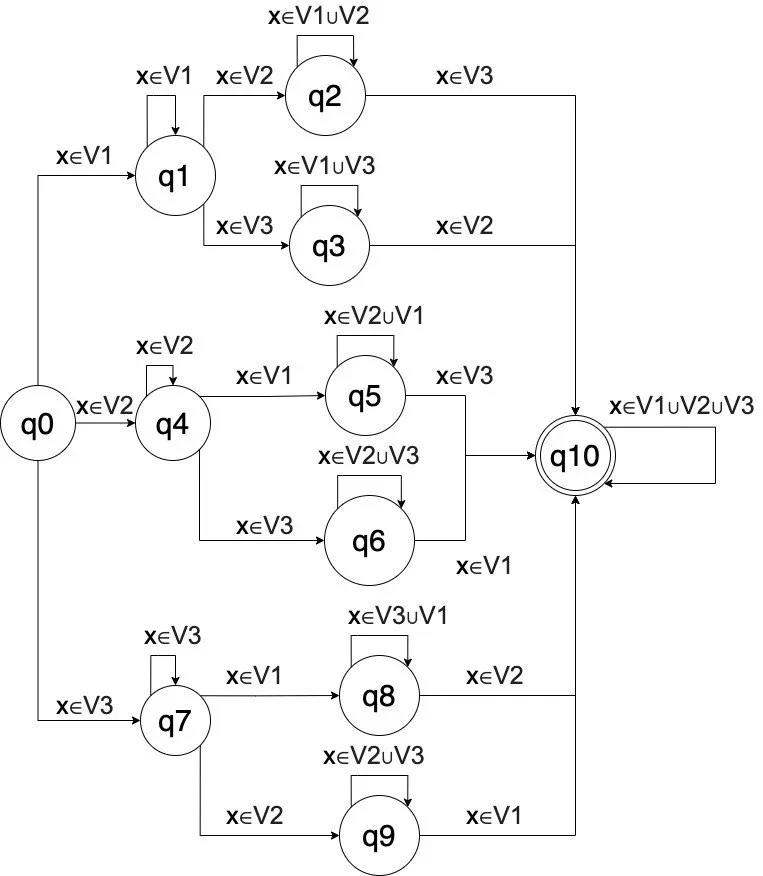 x∈V1∪V2
x∈V1
x∈V2
q2
x∈V3
x∈V1
q1
x∈V1∪V3
x∈V3
q3
x∈V2
x∈V2∪V1
x∈V2
x∈V1
q5
x∈V3
q0
x∈V2
q4
x∈V1∪V2∪V3
x∈V2∪V3
q10
x∈V3
q6
x∈V1
x∈V3∪V1
x∈V3
x∈V1
q8
x∈V2
x∈V3
q7
x∈V2∪V3
x∈V2
q9
x∈V1